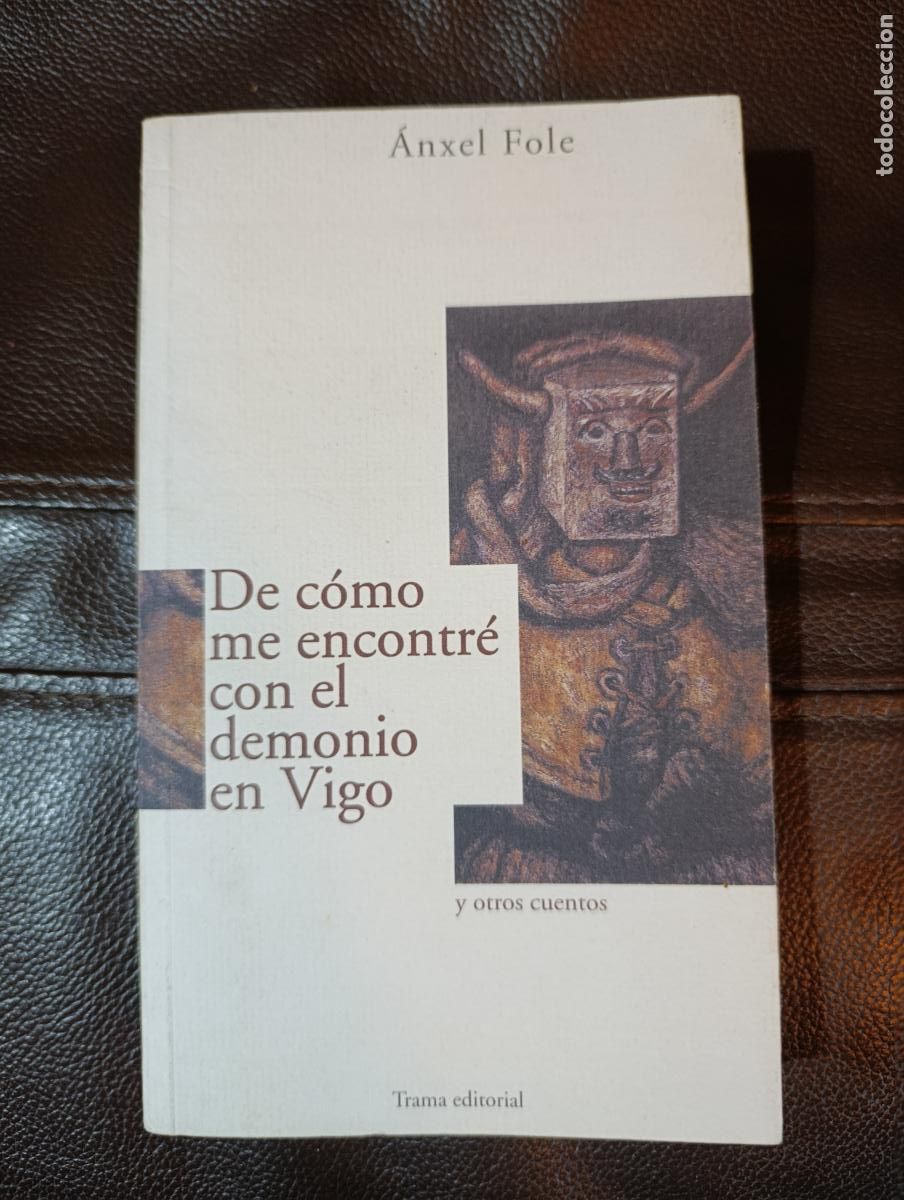 Ánxel Fole
De cómo
me encontré
con el
demonio
en Vigo
y otros cuentos
Trama editorial
todocoleccion